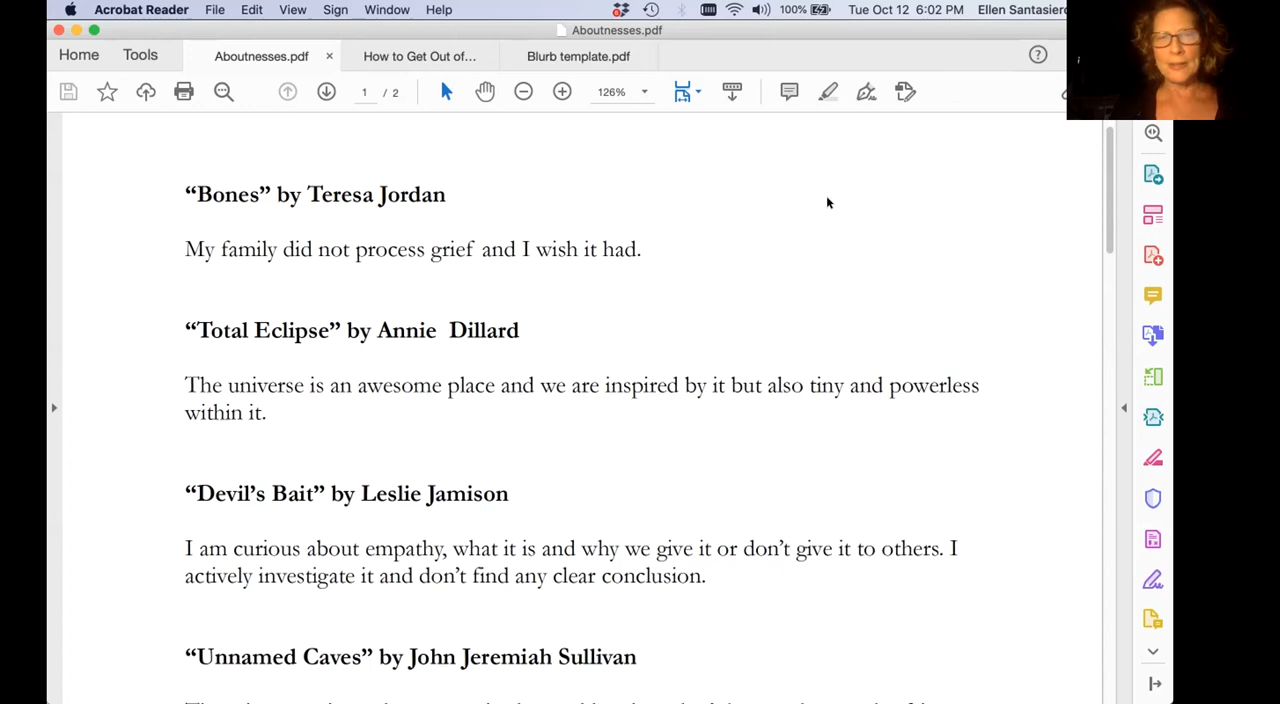 Acrobat Reader File Edit View Sign Window Help 100% Tue Oct 12 6:02 PM Ellen Santasiero
Aboutnesses.pdf
Home Tools Aboutnesses.pdf × How to Get Out of... Blurb template.pdf ?
1 / 2 126%
“Bones” by Teresa Jordan
My family did not process grief and I wish it had.
“Total Eclipse” by Annie Dillard
The universe is an awesome place and we are inspired by it but also tiny and powerless
within it.
“Devil’s Bait” by Leslie Jamison
I am curious about empathy, what it is and why we give it or don’t give it to others. I
actively investigate it and don’t find any clear conclusion.
“Unnamed Caves” by John Jeremiah Sullivan